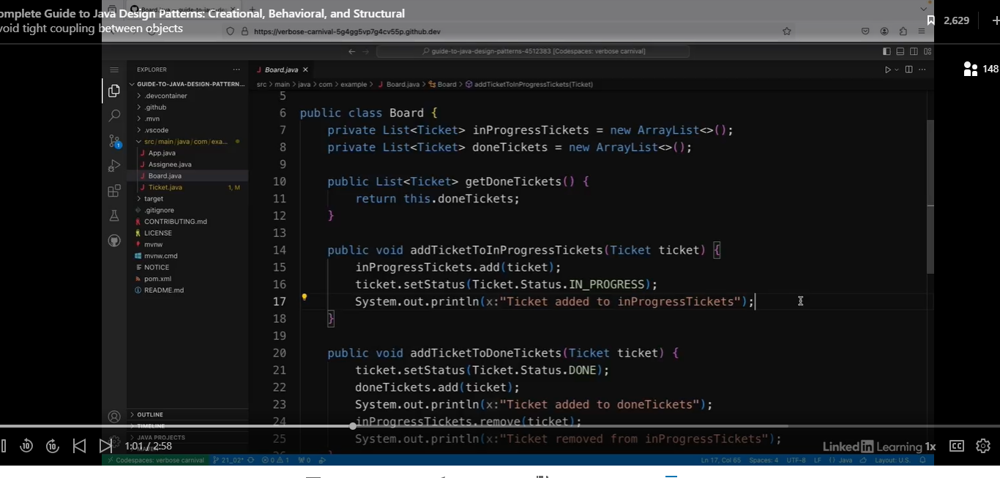 omplete Guide to Java Design Patterns: Creational, Behavioral, and Structural
void tight coupling between objects
2,629
https://verbose-carnival-5g4gg5vp7g4cv55p.github.dev
guide-to-java-design-patterns-4512383 [Codespaces: verbose carnival]
148
EXPLORER
GUIDE-TO-JAVA-DESIGN-PATTERN...
.devcontainer
.github
.mvn
.vscode
src/main/java/com/exa...
App.java
Assignee.java
Board.java
Ticket.java 1, M
target
.gitignore
CONTRIBUTING.md
LICENSE
mvnw
mvnw.cmd
NOTICE
pom.xml
README.md
OUTLINE
TIMELINE
JAVA PROJECTS
MAVEN
1
Board.java
src > main > java > com > example > Board.java > Board > addTicketToInProgressTickets(Ticket)
5
6 public class Board {
7 private List<Ticket> inProgressTickets = new ArrayList<>();
8 private List<Ticket> doneTickets = new ArrayList<>();
9
10 public List<Ticket> getDoneTickets() {
11 return this.doneTickets;
12 }
13
14 public void addTicketToInProgressTickets(Ticket ticket) {
15 inProgressTickets.add(ticket);
16 ticket.setStatus(Ticket.Status.IN_PROGRESS);
17 System.out.println(x:"Ticket added to inProgressTickets");
18 }
19
20 public void addTicketToDoneTickets(Ticket ticket) {
21 ticket.setStatus(Ticket.Status.DONE);
22 doneTickets.add(ticket);
23 System.out.println(x:"Ticket added to doneTickets");
24 inProgressTickets.remove(ticket);
25 System.out.println(x:"Ticket removed from inProgressTickets");
10 10 1:01 / 2:58
Linked in Learning 1x CC
Codespaces: verbose carnival 21_02* 0 1 0 Ln 17, Col 65 Spaces: 4 UTF-8 LF {} Java Layout: U.S.